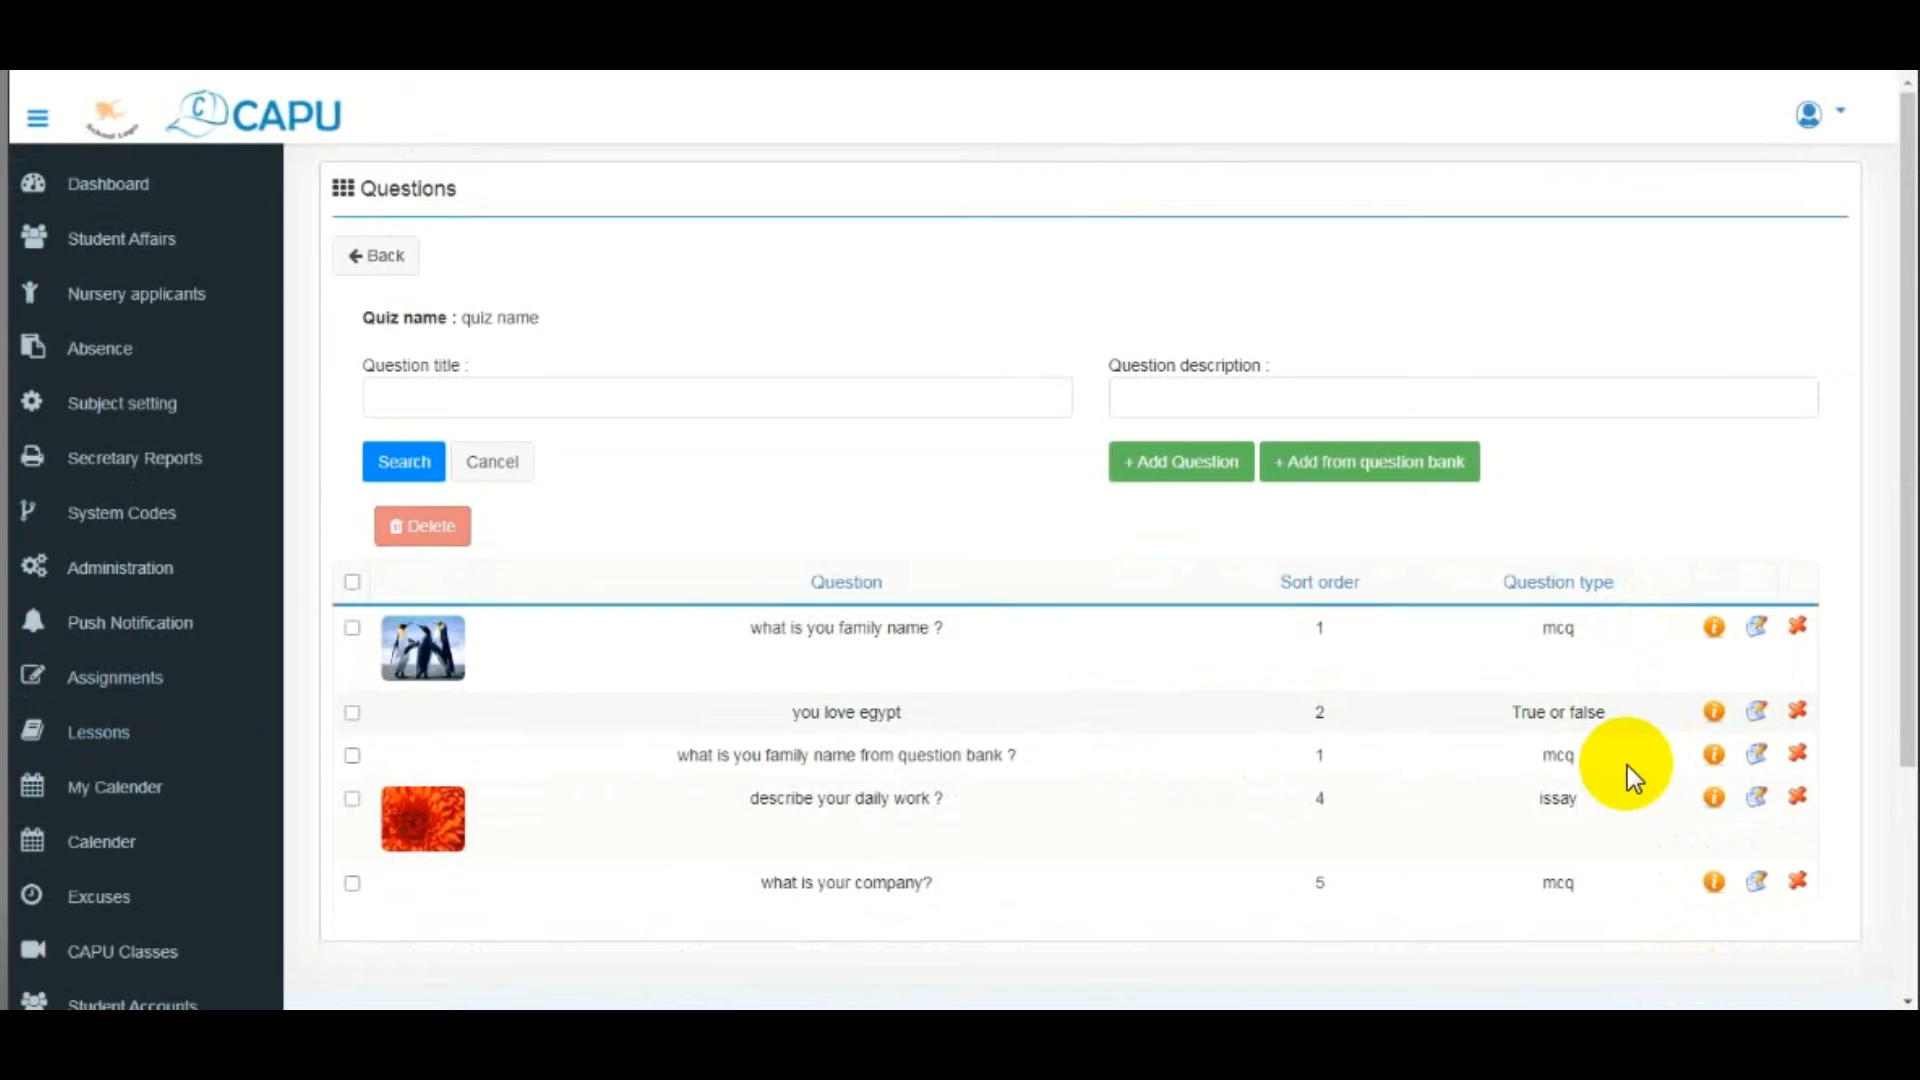 School Logo
CAPU
Dashboard
Student Affairs
Nursery applicants
Absence
Subject setting
Secretary Reports
System Codes
Administration
Push Notification
Assignments
Lessons
My Calender
Calender
Excuses
CAPU Classes
Student Accounts
Questions
Back
Quiz name : quiz name
Question title :
Question description :
Search
Cancel
+ Add Question
+ Add from question bank
Delete
Question Sort order Question type
what is you family name ? 1 mcq
you love egypt 2 True or false
what is you family name from question bank ? 1 mcq
describe your daily work ? 4 issay
what is your company? 5 mcq